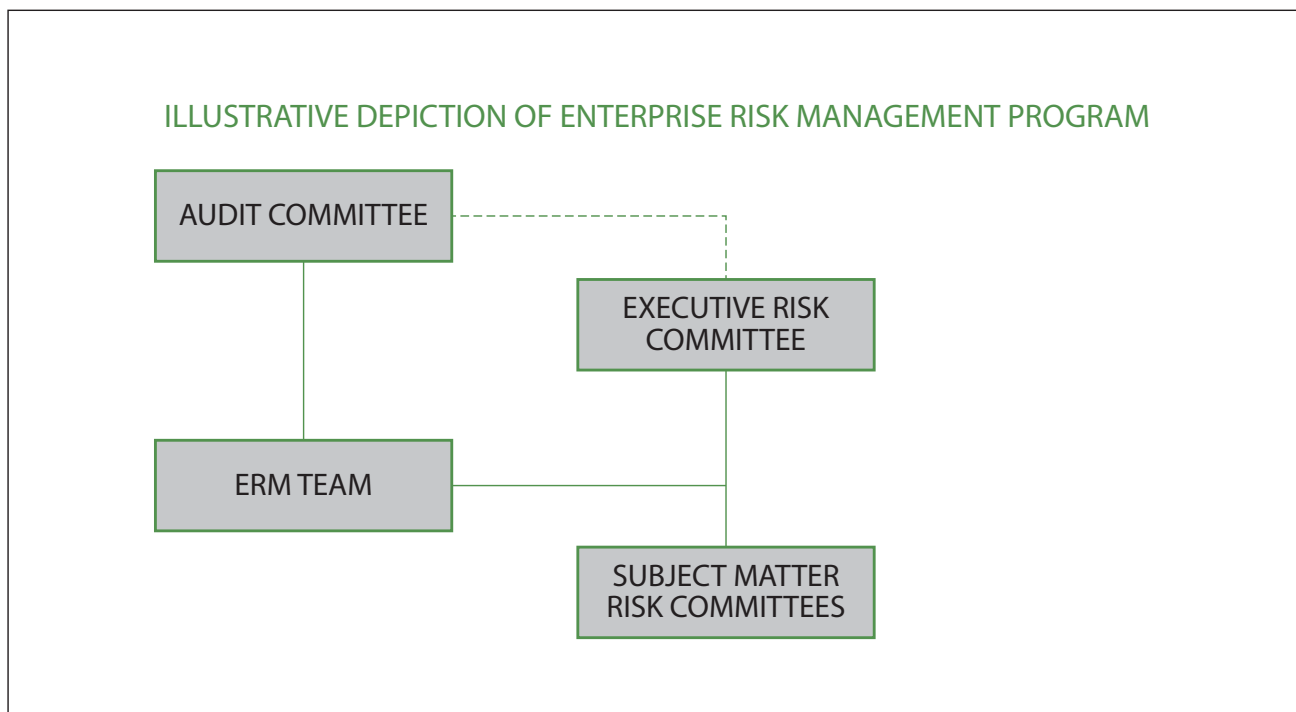 ILLUSTRATIVE DEPICTION OF ENTERPRISE RISK MANAGEMENT PROGRAM
AUDIT COMMITTEE
EXECUTIVE RISK
COMMITTEE
ERM TEAM
SUBJECT MATTER
RISK COMMITTEES